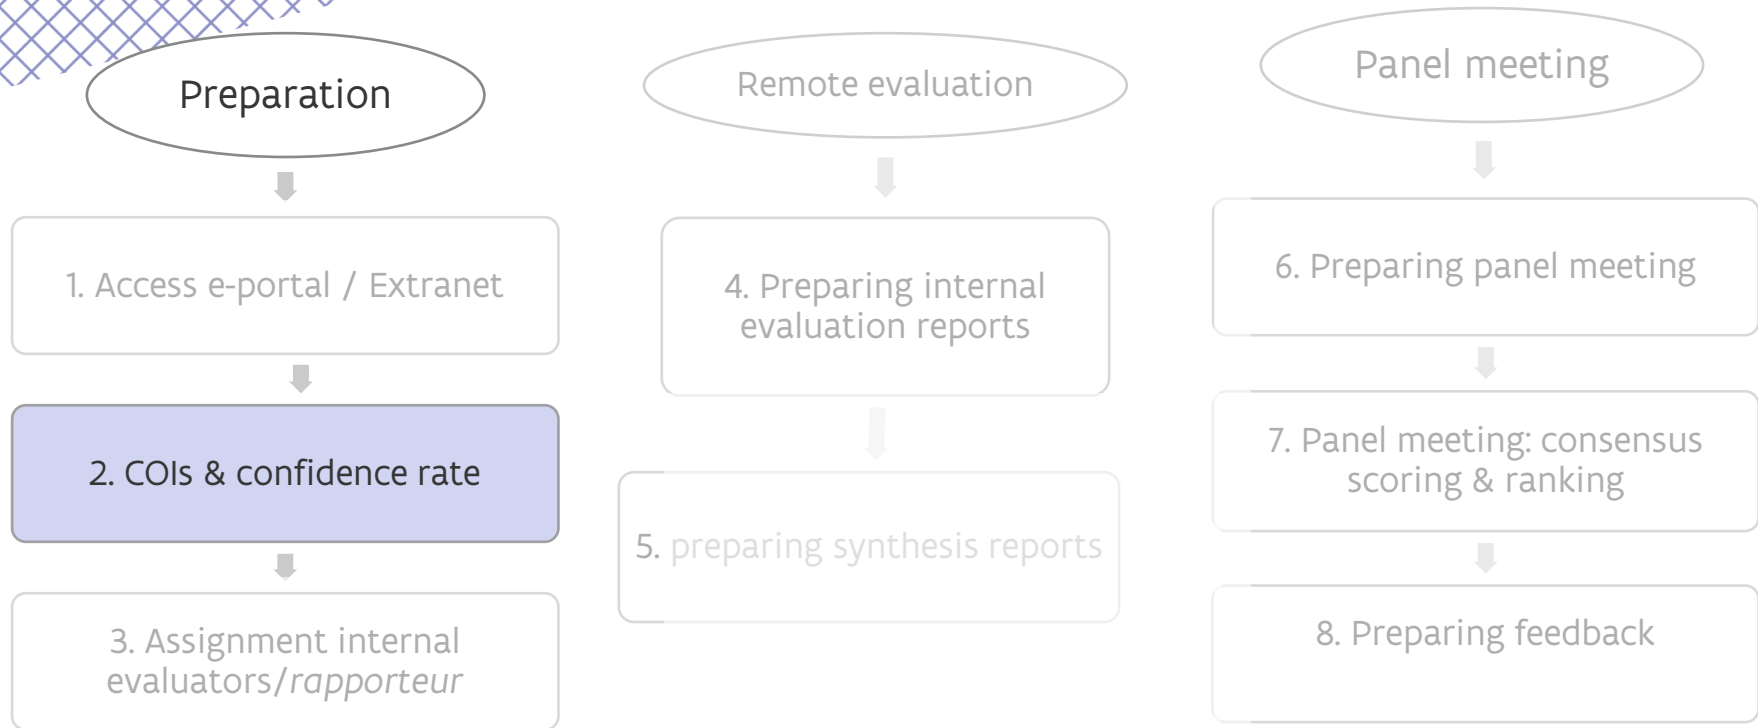 Preparation
1. Access e-portal / Extranet
2. COIs & confidence rate
3. Assignment internal
evaluators/rapporteur
Remote evaluation
4. Preparing internal
evaluation reports
5. preparing synthesis reports
Panel meeting
6. Preparing panel meeting
7. Panel meeting: consensus
scoring & ranking
8. Preparing feedback